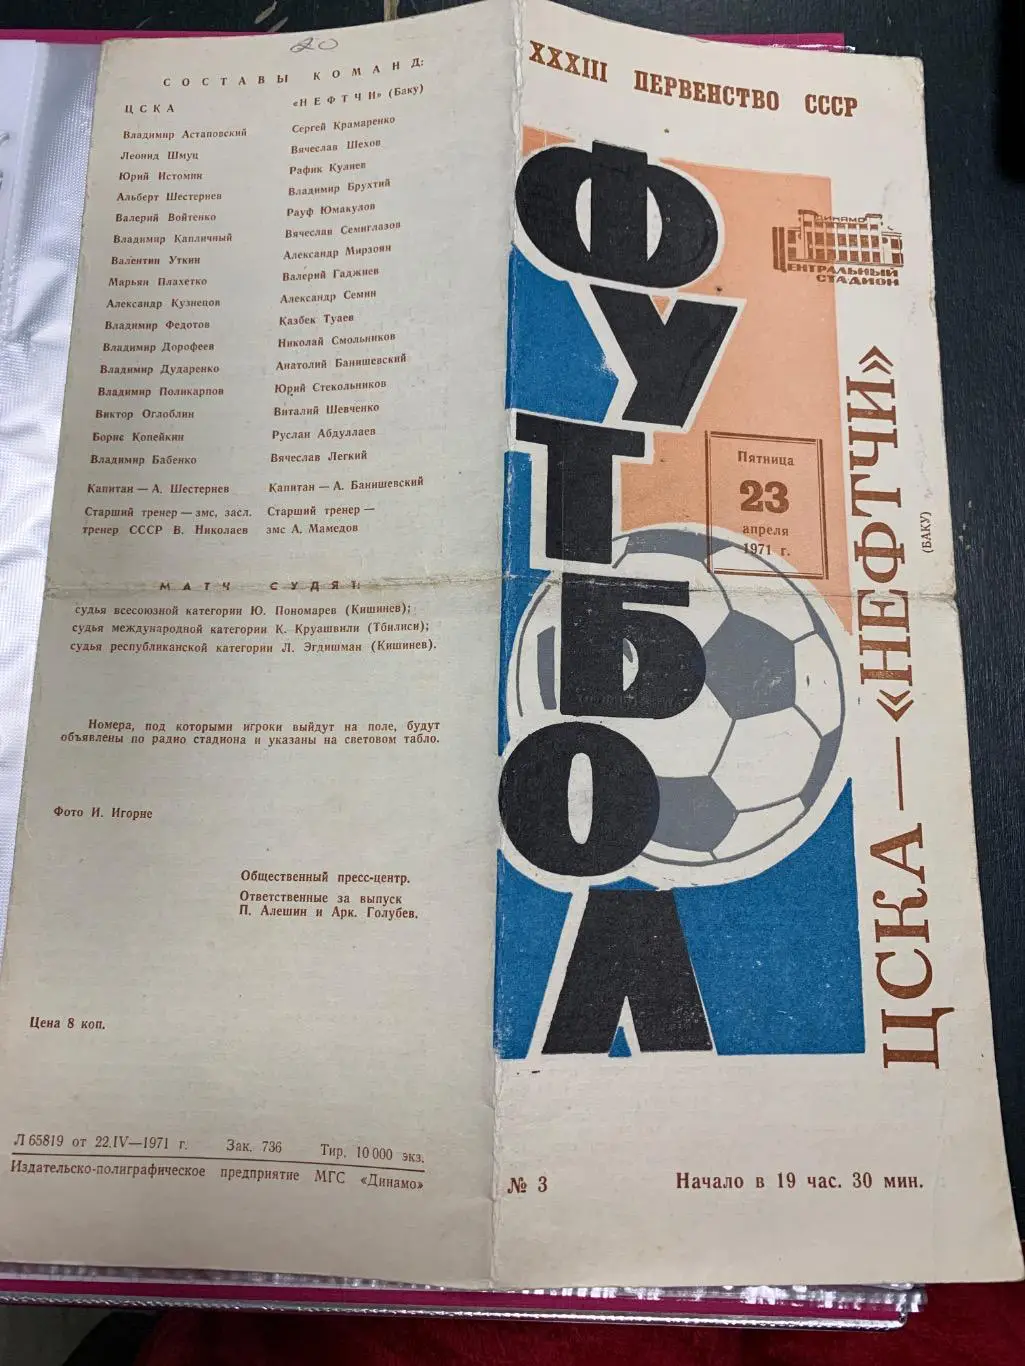 20
СОСТАВЫ КОМАНД:
ЦСКА
Владимир Астаповский
Леонид Шмуц
Юрий Истомин
Альберт Шестернев
Валерий Войтенко
Владимир Капличный
Валентин Уткин
Марьян Плахетко
Александр Кузнецов
Владимир Федотов
Владимир Дорофеев
Владимир Дударенко
Владимир Поликарпов
Виктор Оглоблин
Борис Копейкин
Владимир Бабенко
Капитан — А. Шестернев
Старший тренер — змс, засл.
тренер СССР В. Николаев
«НЕФТЧИ» (Баку)
Сергей Крамаренко
Вячеслав Шехов
Рафик Кулиев
Владимир Брухтий
Рауф Юмакулов
Вячеслав Семиглазов
Александр Мирзоян
Валерий Гаджиев
Александр Семин
Казбек Туаев
Николай Смольников
Анатолий Банишевский
Юрий Стекольников
Виталий Шевченко
Руслан Абдуллаев
Вячеслав Легкий
Капитан — А. Банишевский
Старший тренер —
змс А. Мамедов
МАТЧ СУДЯТ:
судья всесоюзной категории Ю. Пономарев (Кишинев);
судья международной категории К. Круашвили (Тбилиси);
судья республиканской категории Л. Эгдишман (Кишинев).
Номера, под которыми игроки выйдут на поле, будут
объявлены по радио стадиона и указаны на световом табло.
Фото И. Игорне
Общественный пресс-центр.
Ответственные за выпуск
П. Алешин и Арк. Голубев.
Цена 8 коп.
Л 65819 от 22.IV—1971 г. Зак. 736 Тир. 10 000 экз.
Издательско-полиграфическое предприятие МГС «Динамо»
XXXIII ПЕРВЕНСТВО СССР
ФУТБОЛ
ДИНАМО
ЦЕНТРАЛЬНЫЙ
СТАДИОН
Пятница
23
апреля
1971 г.
ЦСКА — «НЕФТЧИ»
(БАКУ)
№ 3
Начало в 19 час. 30 мин.